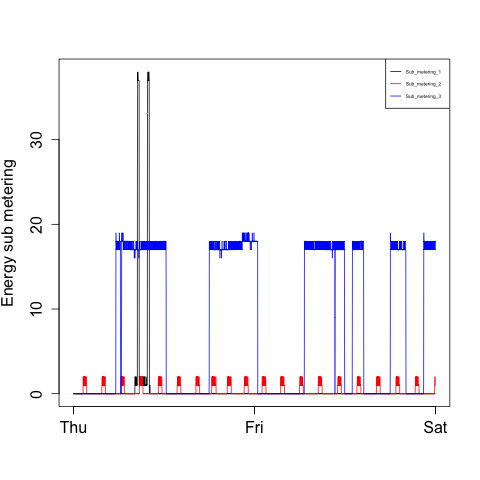 Sub_metering_1
Sub_metering_2
Sub_metering_3
Energy sub metering
30
20
10
0
Thu Fri Sat